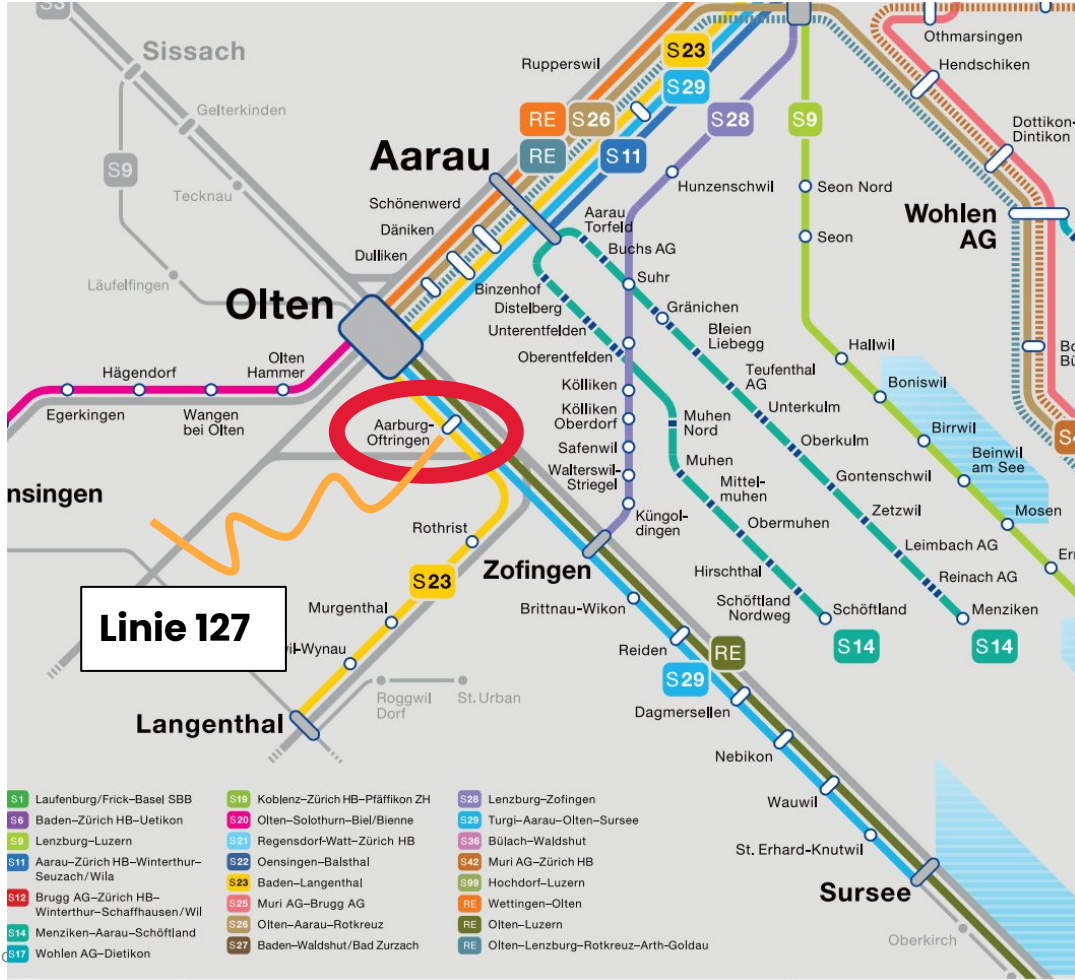 S3
Sissach
Gelterkinden
S9
Tecknau
Läufelfingen
Rupperswil
S23
S29
RE
S26
RE
S11
S28
S9
Othmarsingen
Hendschiken
Dottikon-
Dintikon
Aarau
Hunzenschwil
Seon Nord
Seon
Wohlen
AG
Schönenwerd
Däniken
Dulliken
Aarau
Torfeld
Buchs AG
Suhr
Olten
Binzenhof
Distelberg
Unterentfelden
Oberentfelden
Gränichen
Bleien
Liebegg
Teufenthal
AG
Unterkulm
Oberkulm
Gontenschwil
Zetzwil
Leimbach AG
Reinach AG
Menziken
S14
Hallwil
Boniswil
Birrwil
Beinwil
am See
Mosen
Olten
Hammer
Hägendorf
Egerkingen
Wangen
bei Olten
Aarburg-
Oftringen
Kölliken
Kölliken
Oberdorf
Safenwil
Walterswil-
Striegel
Küngol-
dingen
Muhen
Nord
Muhen
Mittel-
muhen
Obermuhen
Hirschthal
Schöftland
Nordweg
Schöftland
S14
nsingen
Rothrist
S23
Zofingen
Linie 127
Murgenthal
wil-Wynau
Brittnau-Wikon
Reiden
RE
S29
Dagmersellen
Roggwil
Dorf
St. Urban
Langenthal
Nebikon
Wauwil
St. Erhard-Knutwil
Sursee
Oberkirch
S1 Laufenburg/Frick–Basel SBB
S6 Baden–Zürich HB–Uetikon
S9 Lenzburg–Luzern
S11 Aarau–Zürich HB–Winterthur–
Seuzach/Wila
S12 Brugg AG–Zürich HB–
Winterthur–Schaffhausen/Wil
S14 Menziken–Aarau–Schöftland
S17 Wohlen AG–Dietikon
S19 Koblenz–Zürich HB–Pfäffikon ZH
S20 Olten–Solothurn–Biel/Bienne
S21 Regensdorf-Watt–Zürich HB
S22 Oensingen–Balsthal
S23 Baden–Langenthal
S25 Muri AG–Brugg AG
S26 Olten–Aarau–Rotkreuz
S27 Baden–Waldshut/Bad Zurzach
S28 Lenzburg–Zofingen
S29 Turgi–Aarau–Olten–Sursee
S36 Bülach–Waldshut
S42 Muri AG–Zürich HB
S99 Hochdorf–Luzern
RE Wettingen–Olten
RE Olten–Luzern
RE Olten–Lenzburg–Rotkreuz–Arth-Goldau